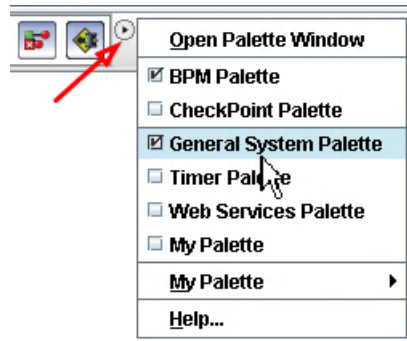 Open Palette Window
BPM Palette
CheckPoint Palette
General System Palette
Timer Palette
Web Services Palette
My Palette
My Palette
Help...